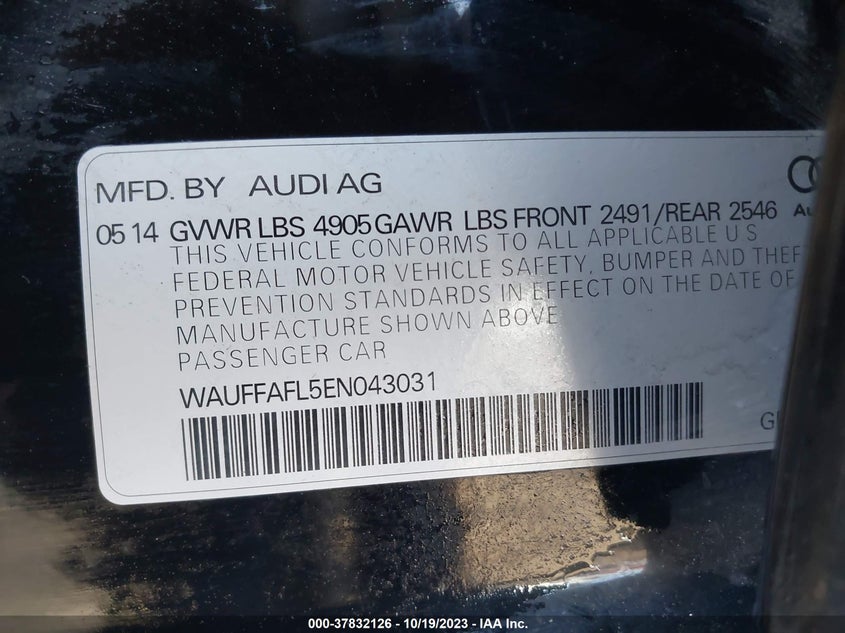 MFD. BY AUDI AG
05 14 GVWR LBS 4905 GAWR LBS FRONT 2491/REAR 2546
THIS VEHICLE CONFORMS TO ALL APPLICABLE U S
FEDERAL MOTOR VEHICLE SAFETY, BUMPER AND THEFT
PREVENTION STANDARDS IN EFFECT ON THE DATE OF
MANUFACTURE SHOWN ABOVE
PASSENGER CAR
WAUFFAFL5EN043031
000-37832126 - 10/19/2023 - IAA Inc.